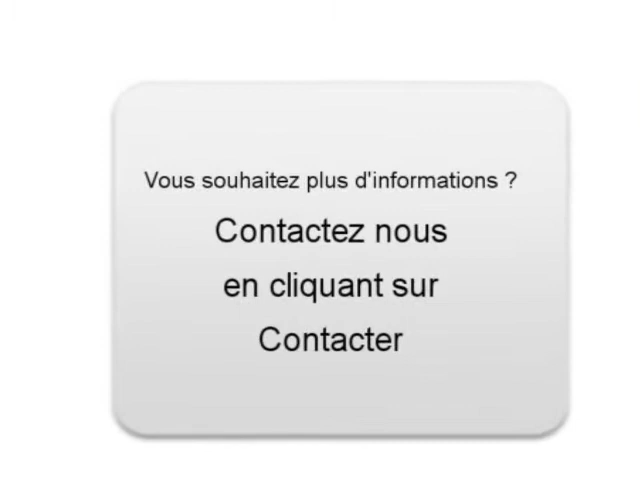 Vous souhaitez plus d'informations ?
Contactez nous
en cliquant sur
Contacter